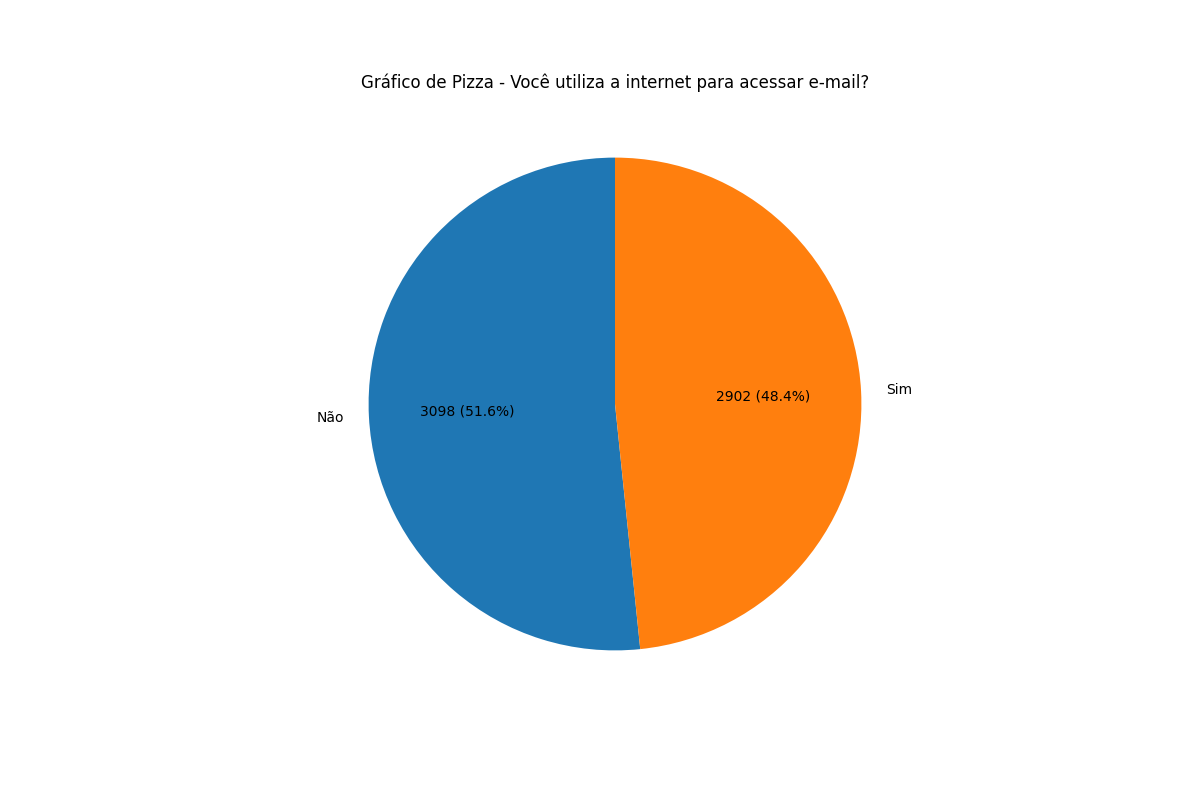 Gráfico de Pizza - Você utiliza a internet para acessar e-mail?
Sim
2902 (48.4%)
3098 (51.6%)
Não